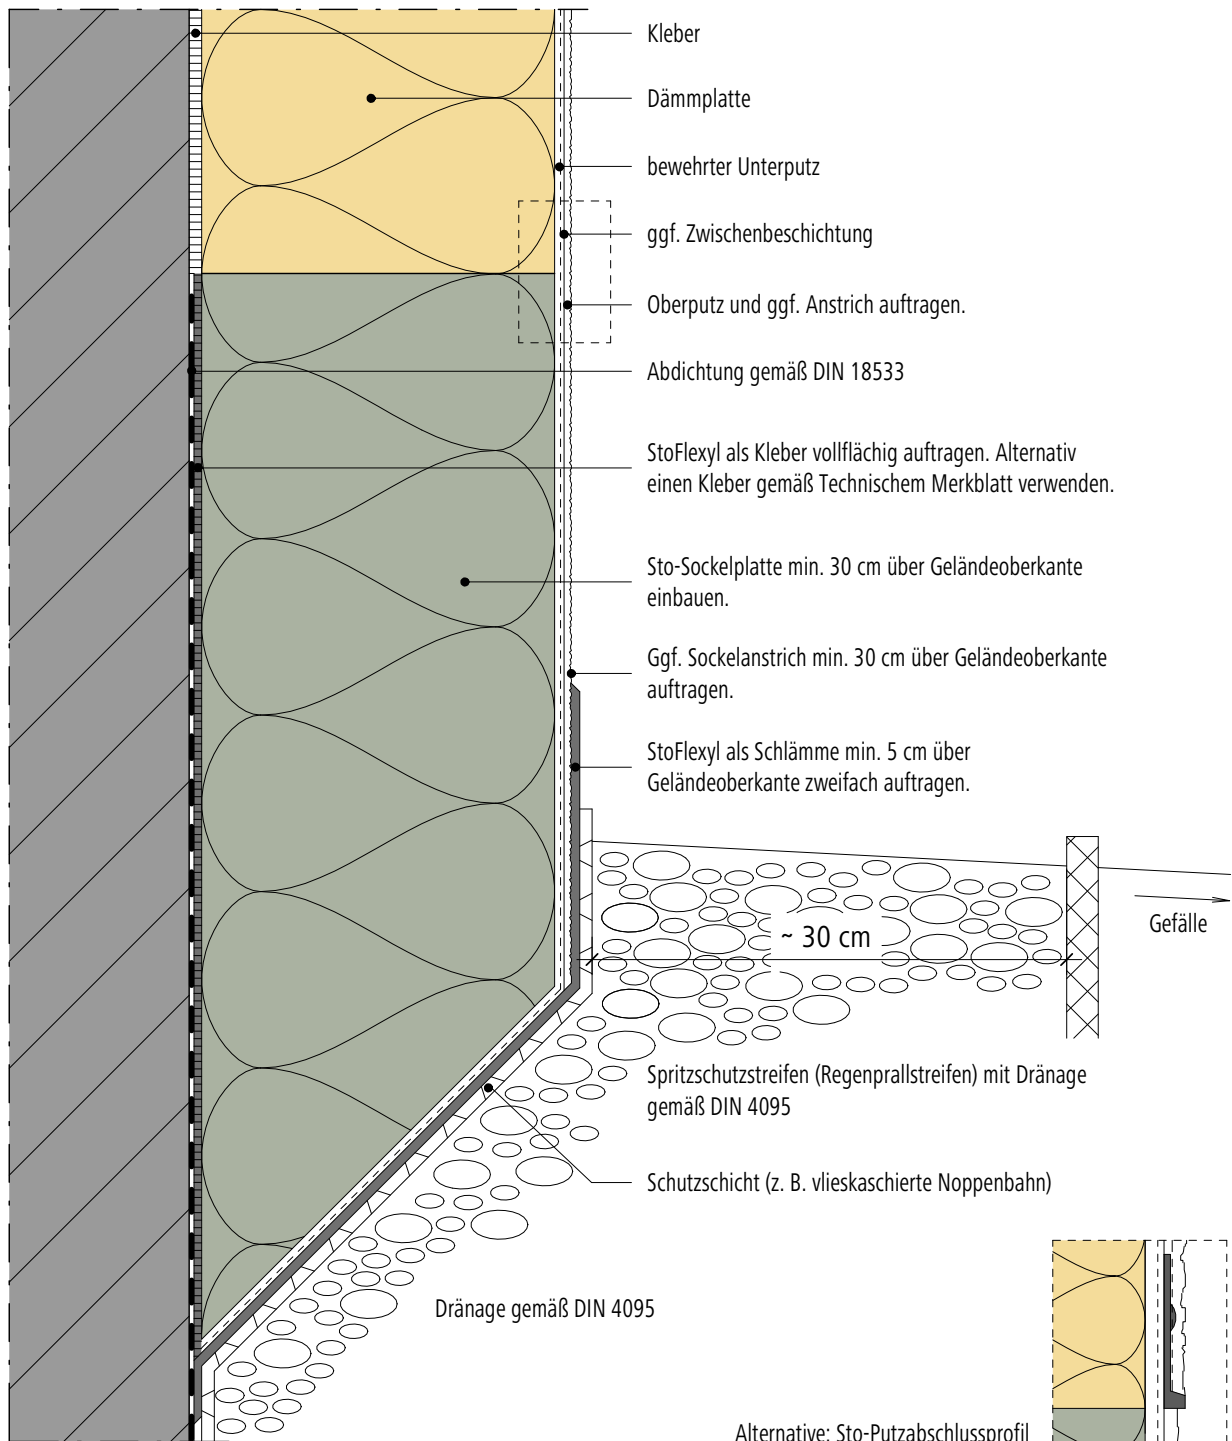 Kleber
Dämmplatte
bewehrter Unterputz
ggf. Zwischenbeschichtung
Oberputz und ggf. Anstrich auftragen.
Abdichtung gemäß DIN 18533
StoFlexyl als Kleber vollflächig auftragen. Alternativ
einen Kleber gemäß Technischem Merkblatt verwenden.
Sto-Sockelplatte min. 30 cm über Geländeoberkante
einbauen.
Ggf. Sockelanstrich min. 30 cm über Geländeoberkante
auftragen.
StoFlexyl als Schlämme min. 5 cm über
Geländeoberkante zweifach auftragen.
Gefälle
~ 30 cm
Spritzschutzstreifen (Regenprallstreifen) mit Dränage
gemäß DIN 4095
Schutzschicht (z. B. vlieskaschierte Noppenbahn)
Dränage gemäß DIN 4095
Alternative: Sto-Putzabschlussprofil